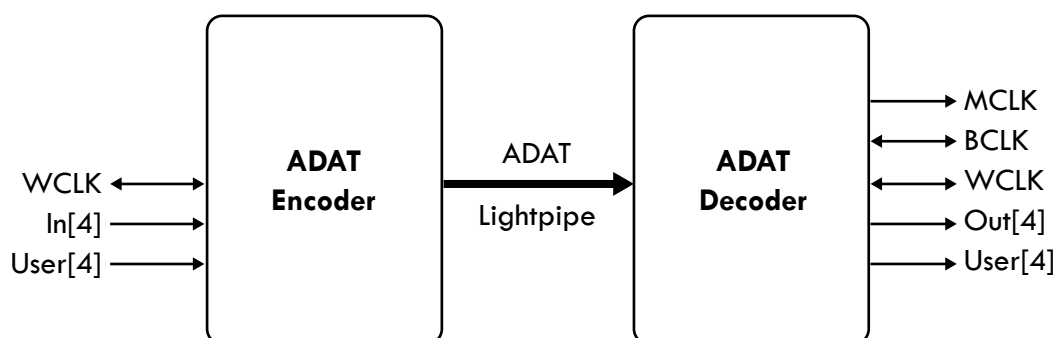 WCLK
In[4]
User[4]
ADAT
Encoder
ADAT
Lightpipe
ADAT
Decoder
MCLK
BCLK
WCLK
Out[4]
User[4]